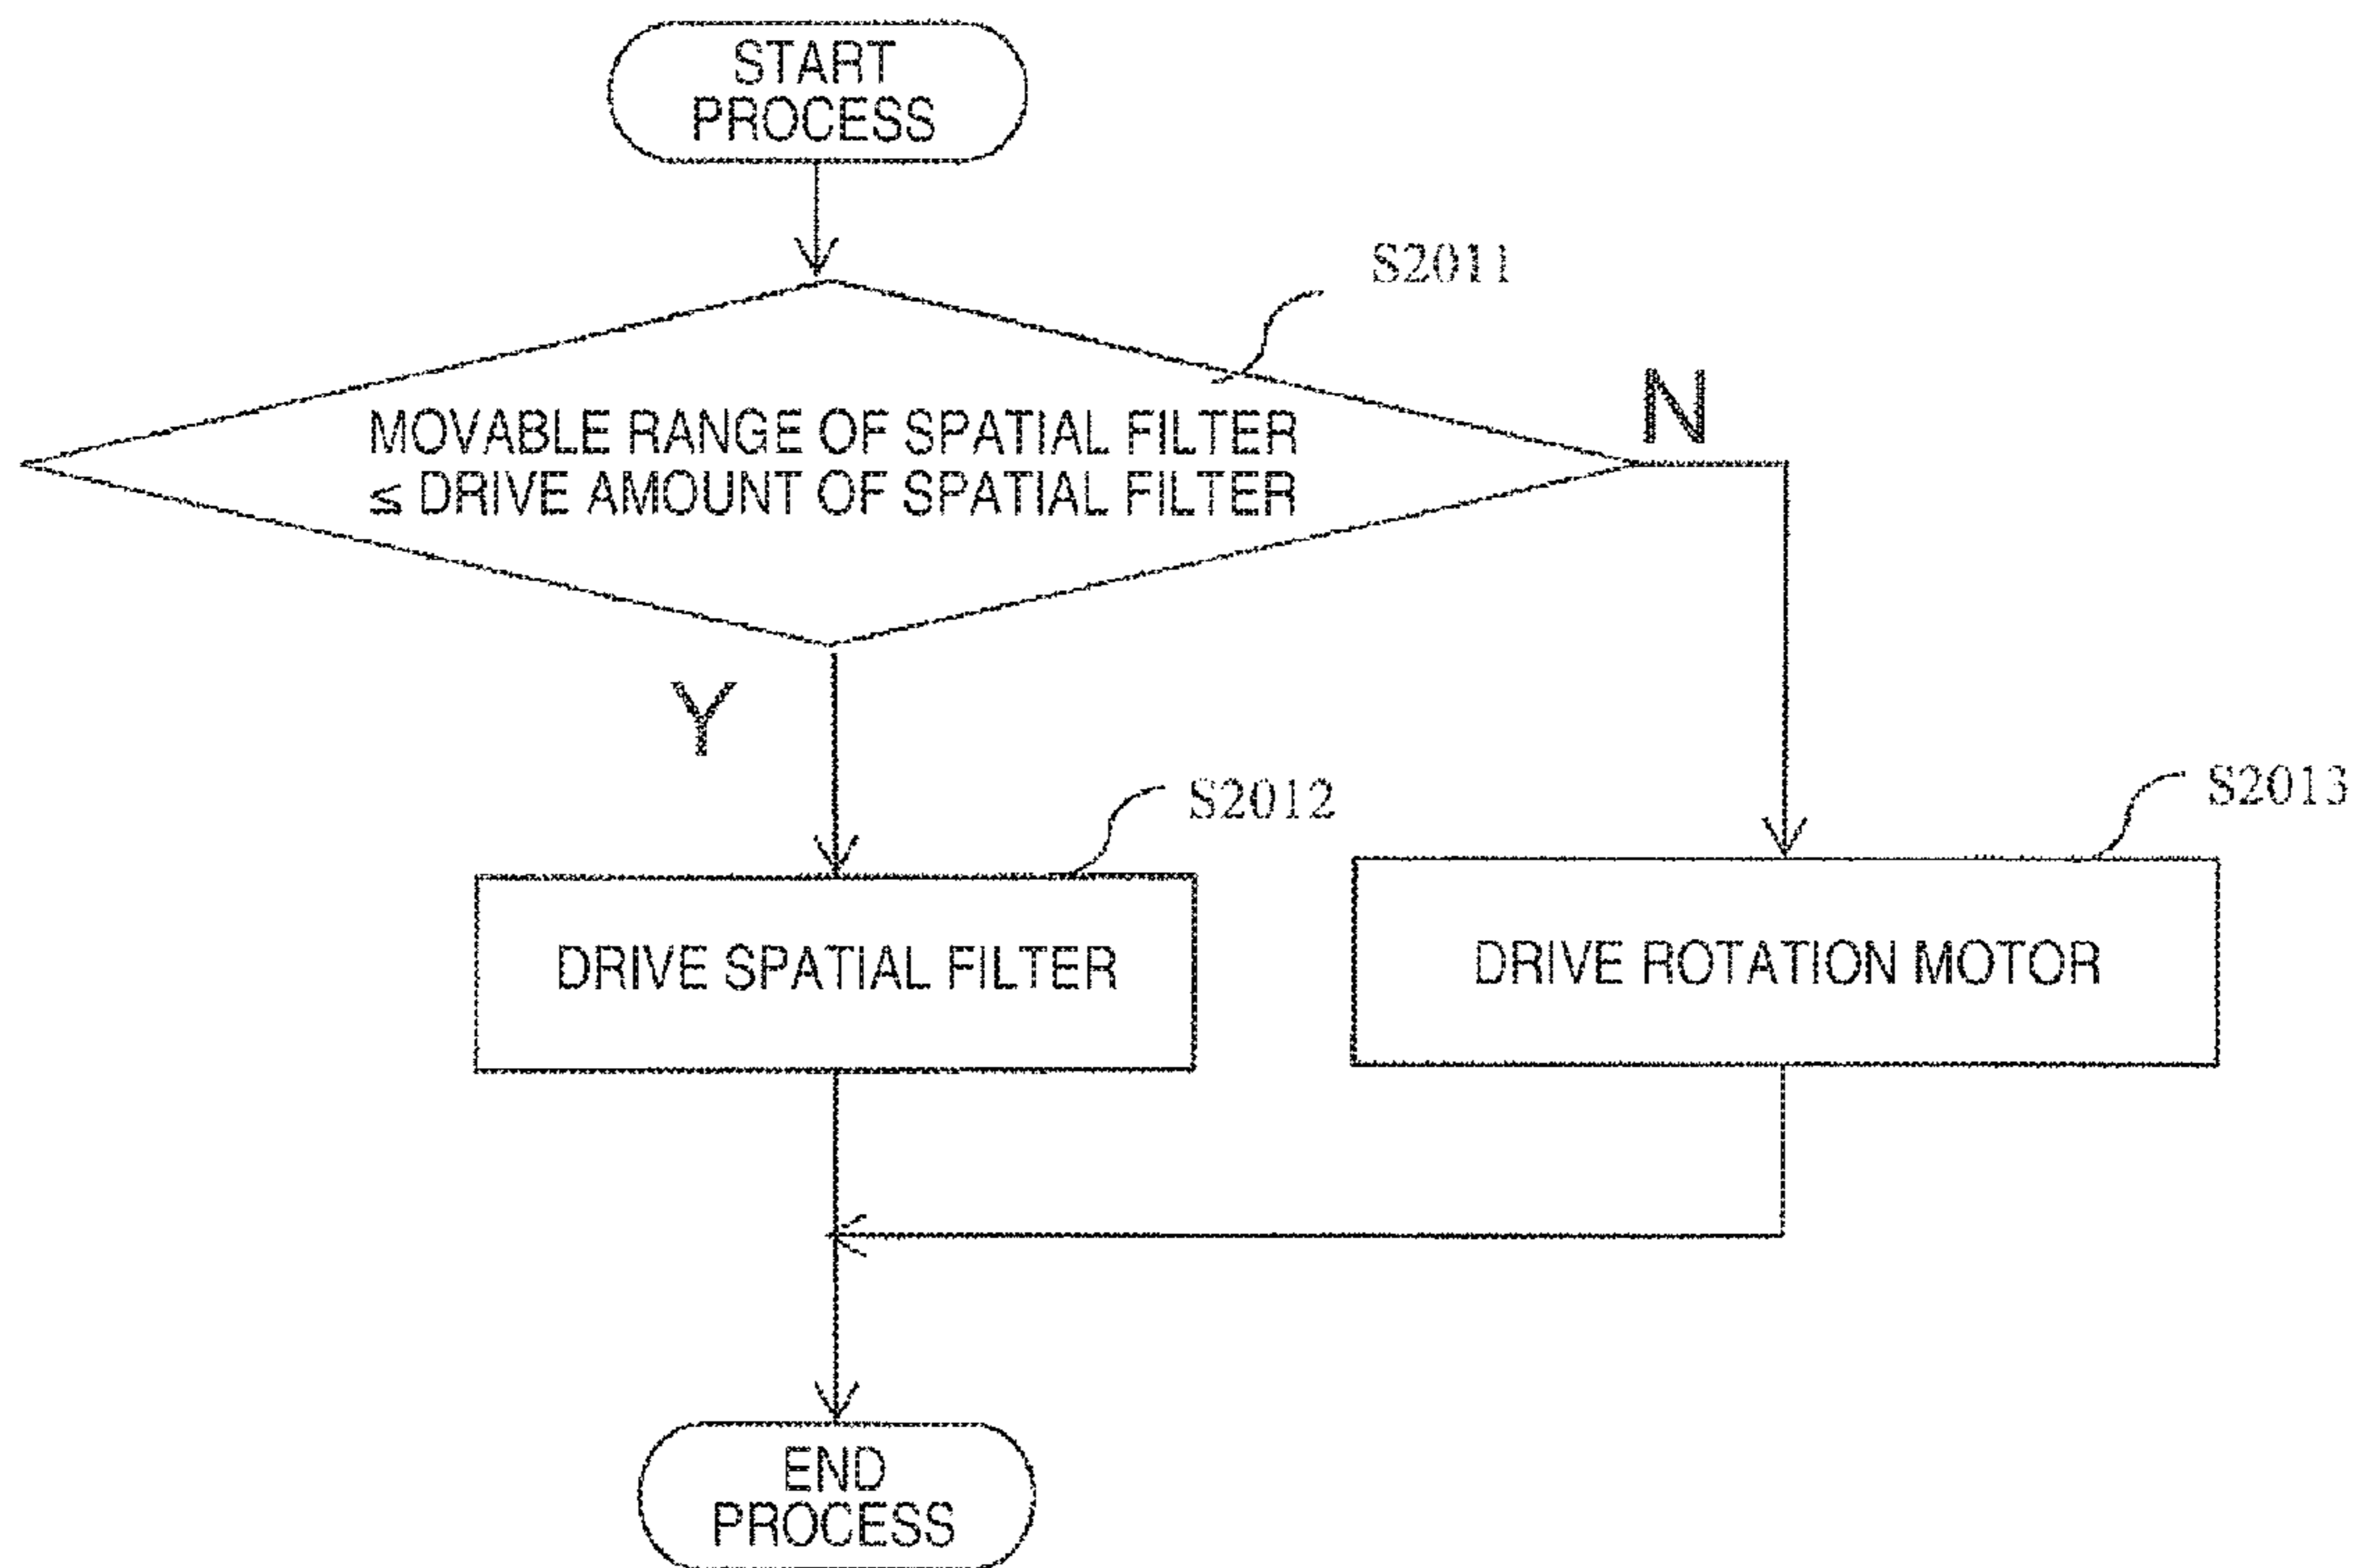 START
PROCESS
S2011
MOVABLE RANGE OF SPATIAL FILTER
≤ DRIVE AMOUNT OF SPATIAL FILTER
N
Y
S2012
S2013
DRIVE SPATIAL FILTER
DRIVE ROTATION MOTOR
END
PROCESS